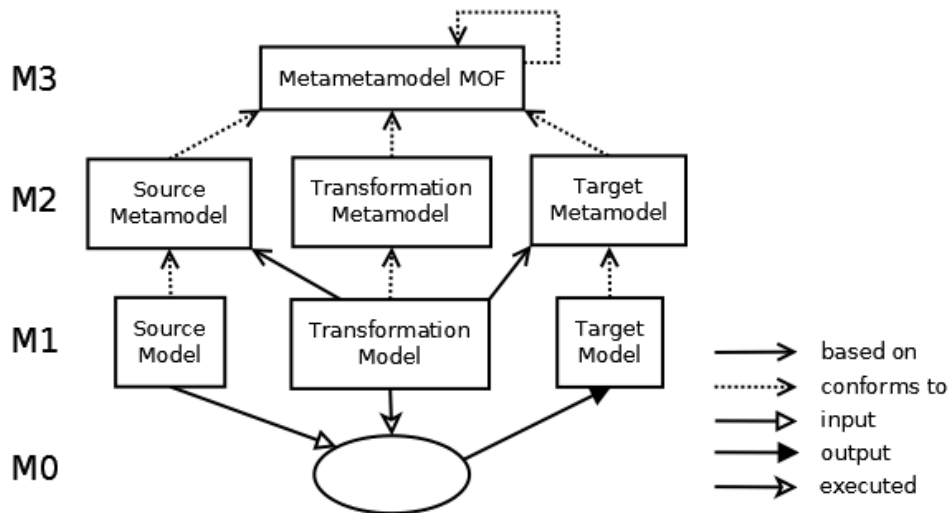 M3
Metametamodel MOF
M2
Source
Metamodel
Transformation
Metamodel
Target
Metamodel
M1
Source
Model
Transformation
Model
Target
Model
M0
based on
conforms to
input
output
executed